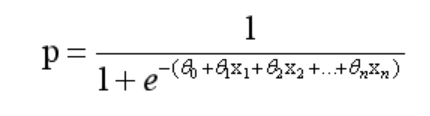 p = 1 / (1 + e^−(θ₀ + θ₁x₁ + θ₂x₂ + ... + θₙxₙ))